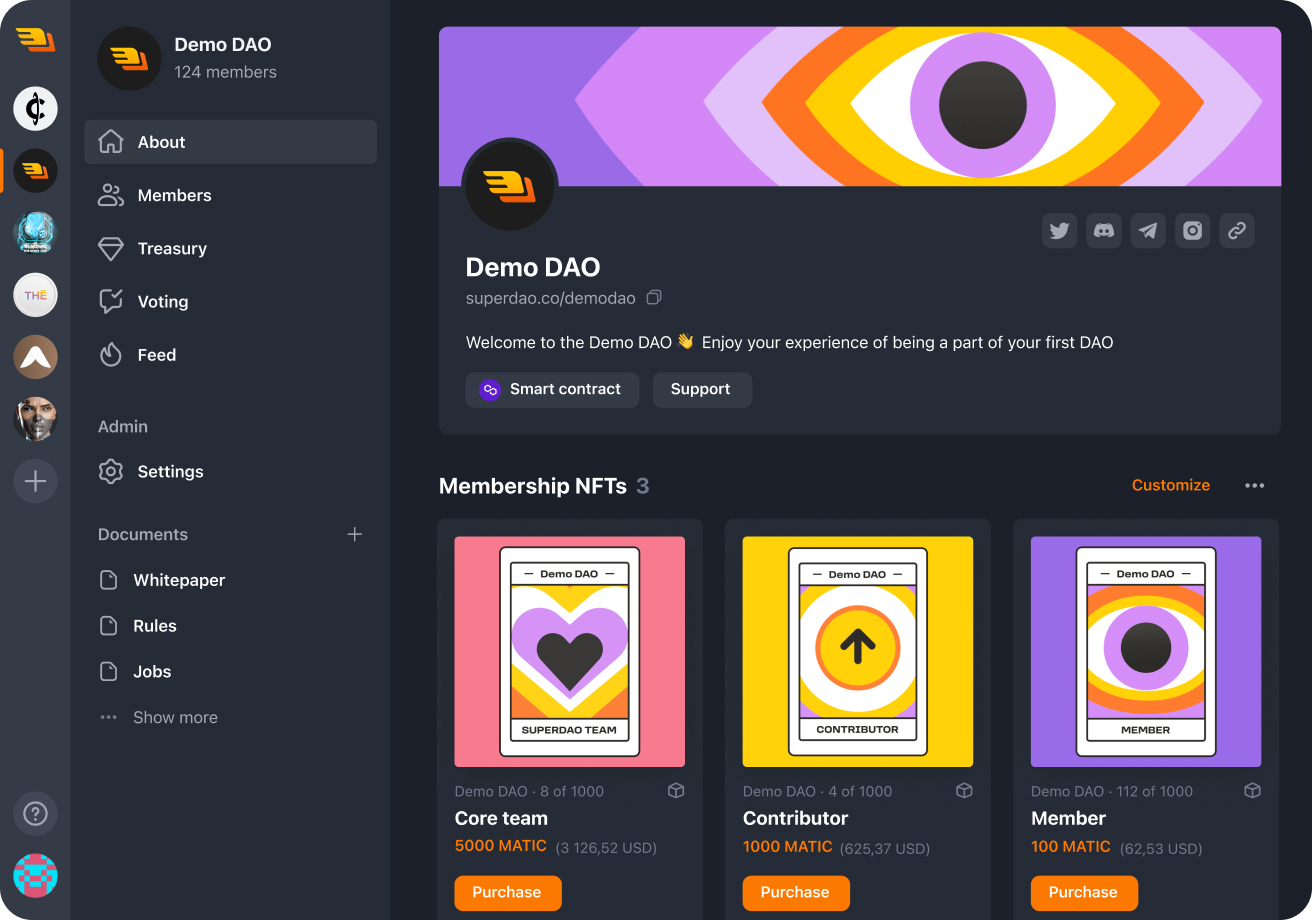 Demo DAO
124 members
About
Members
Treasury
Voting
Feed
Admin
Settings
Documents
Whitepaper
Rules
Jobs
Show more
THE
Demo DAO
superdao.co/demodao
Welcome to the Demo DAO 👋 Enjoy your experience of being a part of your first DAO
Smart contract
Support
Membership NFTs 3
Customize
— Demo DAO —
SUPERDAO TEAM
Demo DAO · 8 of 1000
Core team
5000 MATIC (3 126,52 USD)
Purchase
— Demo DAO —
CONTRIBUTOR
Demo DAO · 4 of 1000
Contributor
1000 MATIC (625,37 USD)
Purchase
— Demo DAO —
MEMBER
Demo DAO · 112 of 1000
Member
100 MATIC (62,53 USD)
Purchase